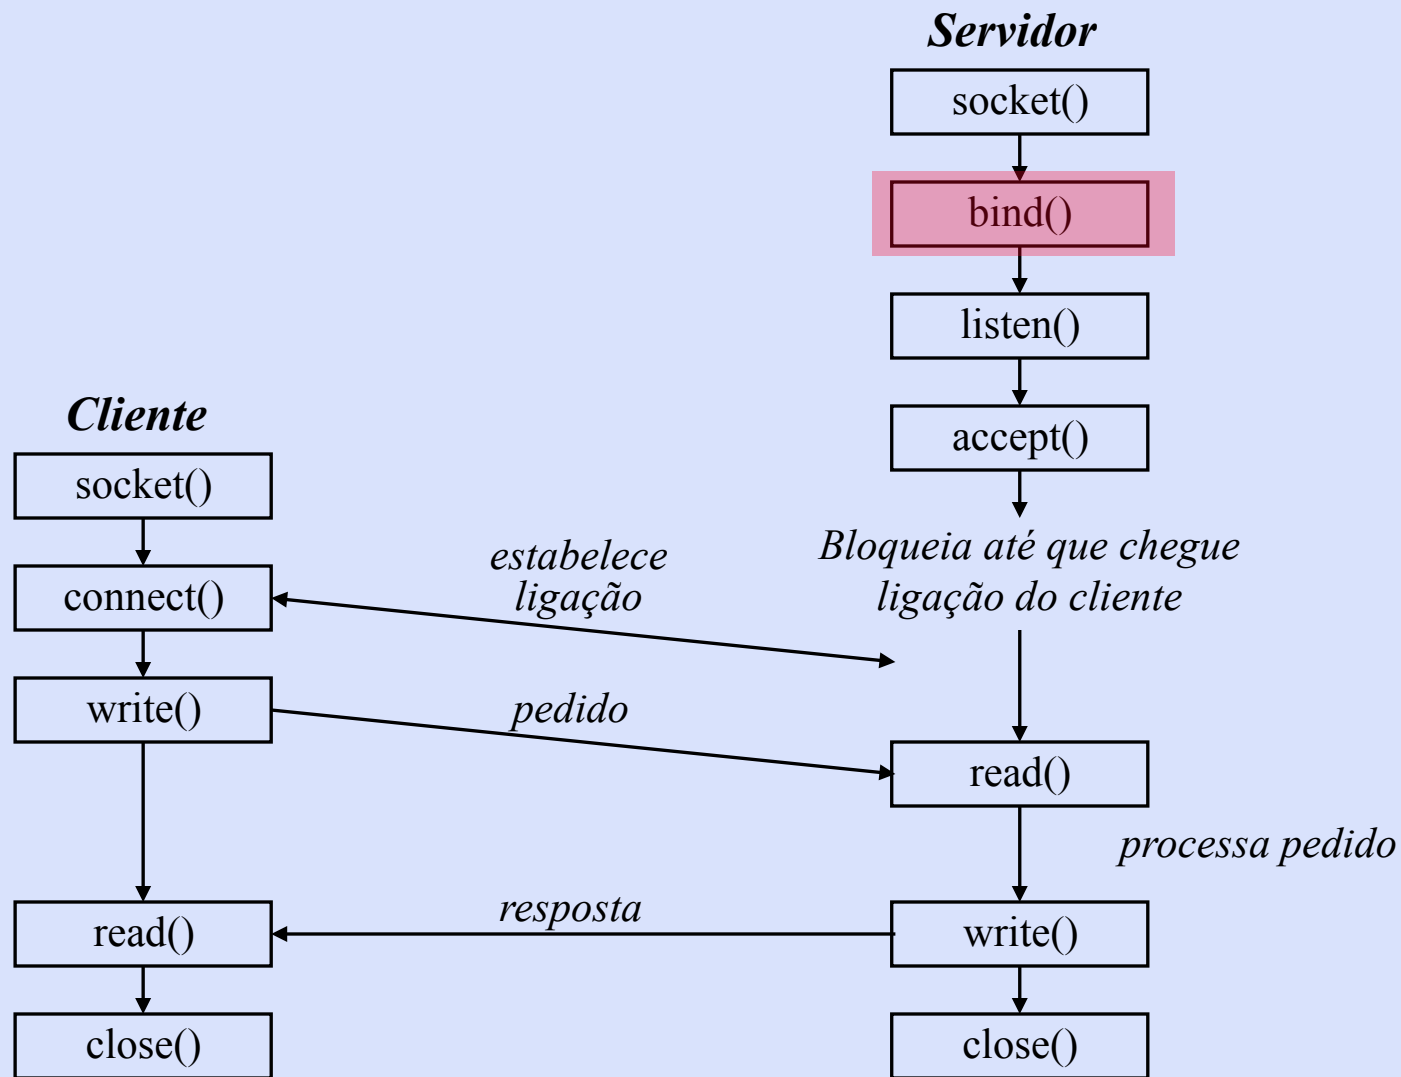 Servidor
socket()
bind()
listen()
accept()
Bloqueia até que chegue
ligação do cliente
read()
processa pedido
write()
close()
Cliente
socket()
connect()
write()
read()
close()
estabelece
ligação
pedido
resposta